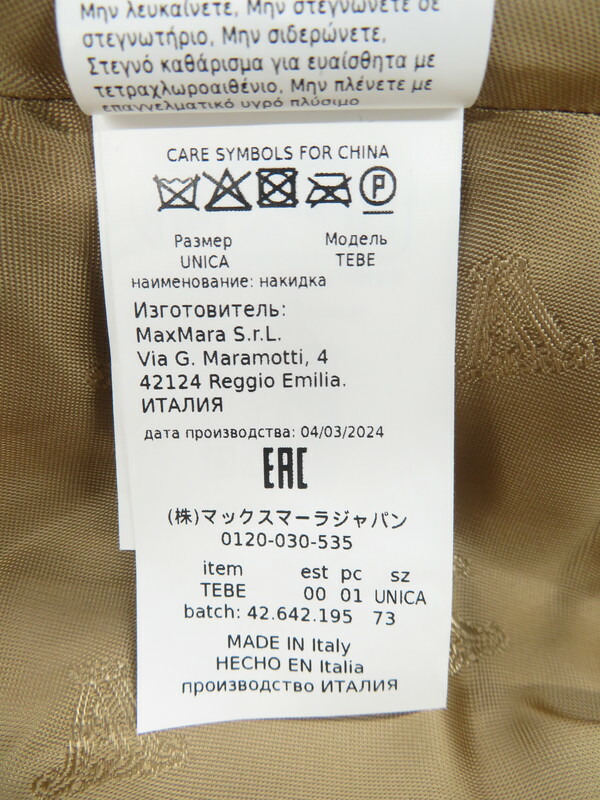 Μην λευκαίνετε, Μην στεγνώνετε σε
στεγνωτήριο, Μην σιδερώνετε,
Στεγνό καθάρισμα για ευαίσθητα με
τετραχλωροαιθένιο, Μην πλένετε με
επαγγελματικό υγρό πλύσιμο
CARE SYMBOLS FOR CHINA
P
Размер Модель
UNICA TEBE
наименование: накидка
Изготовитель:
MaxMara S.r.L.
Via G. Maramotti, 4
42124 Reggio Emilia.
ИТАЛИЯ
дата производства: 04/03/2024
EAC
(株)マックスマーラジャパン
0120-030-535
item est pc sz
TEBE 00 01 UNICA
batch: 42.642.195 73
MADE IN Italy
HECHO EN Italia
производство ИТАЛИЯ